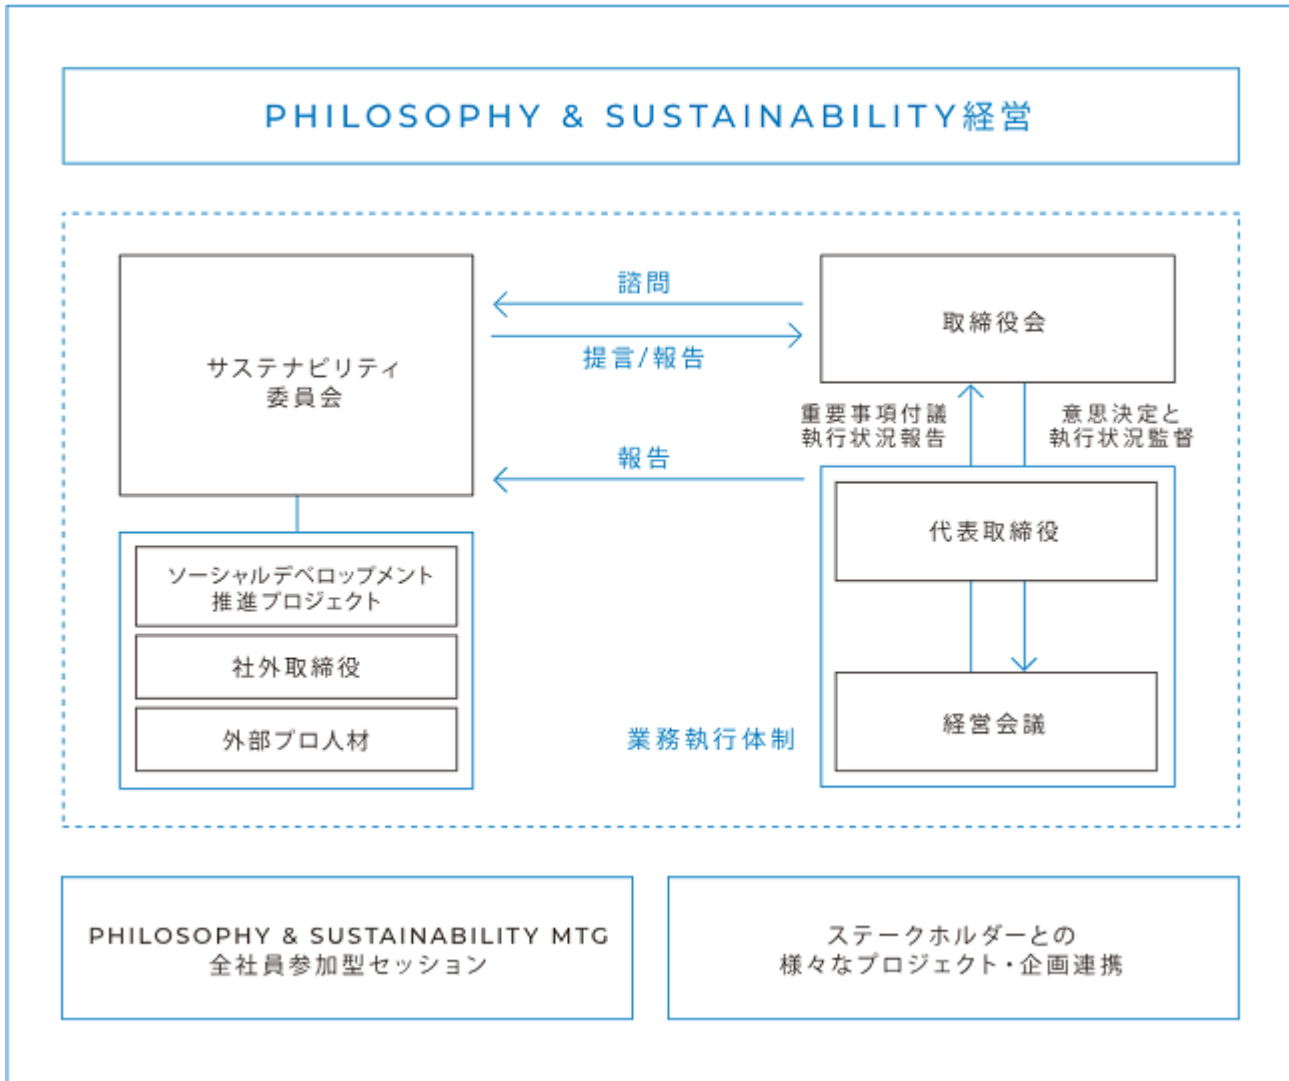 PHILOSOPHY & SUSTAINABILITY経営
諮問
提言/報告
サステナビリティ
委員会
取締役会
重要事項付議
執行状況報告
意思決定と
執行状況監督
報告
代表取締役
ソーシャルデベロップメント
推進プロジェクト
社外取締役
外部プロ人材
業務執行体制
経営会議
PHILOSOPHY & SUSTAINABILITY MTG
全社員参加型セッション
ステークホルダーとの
様々なプロジェクト・企画連携